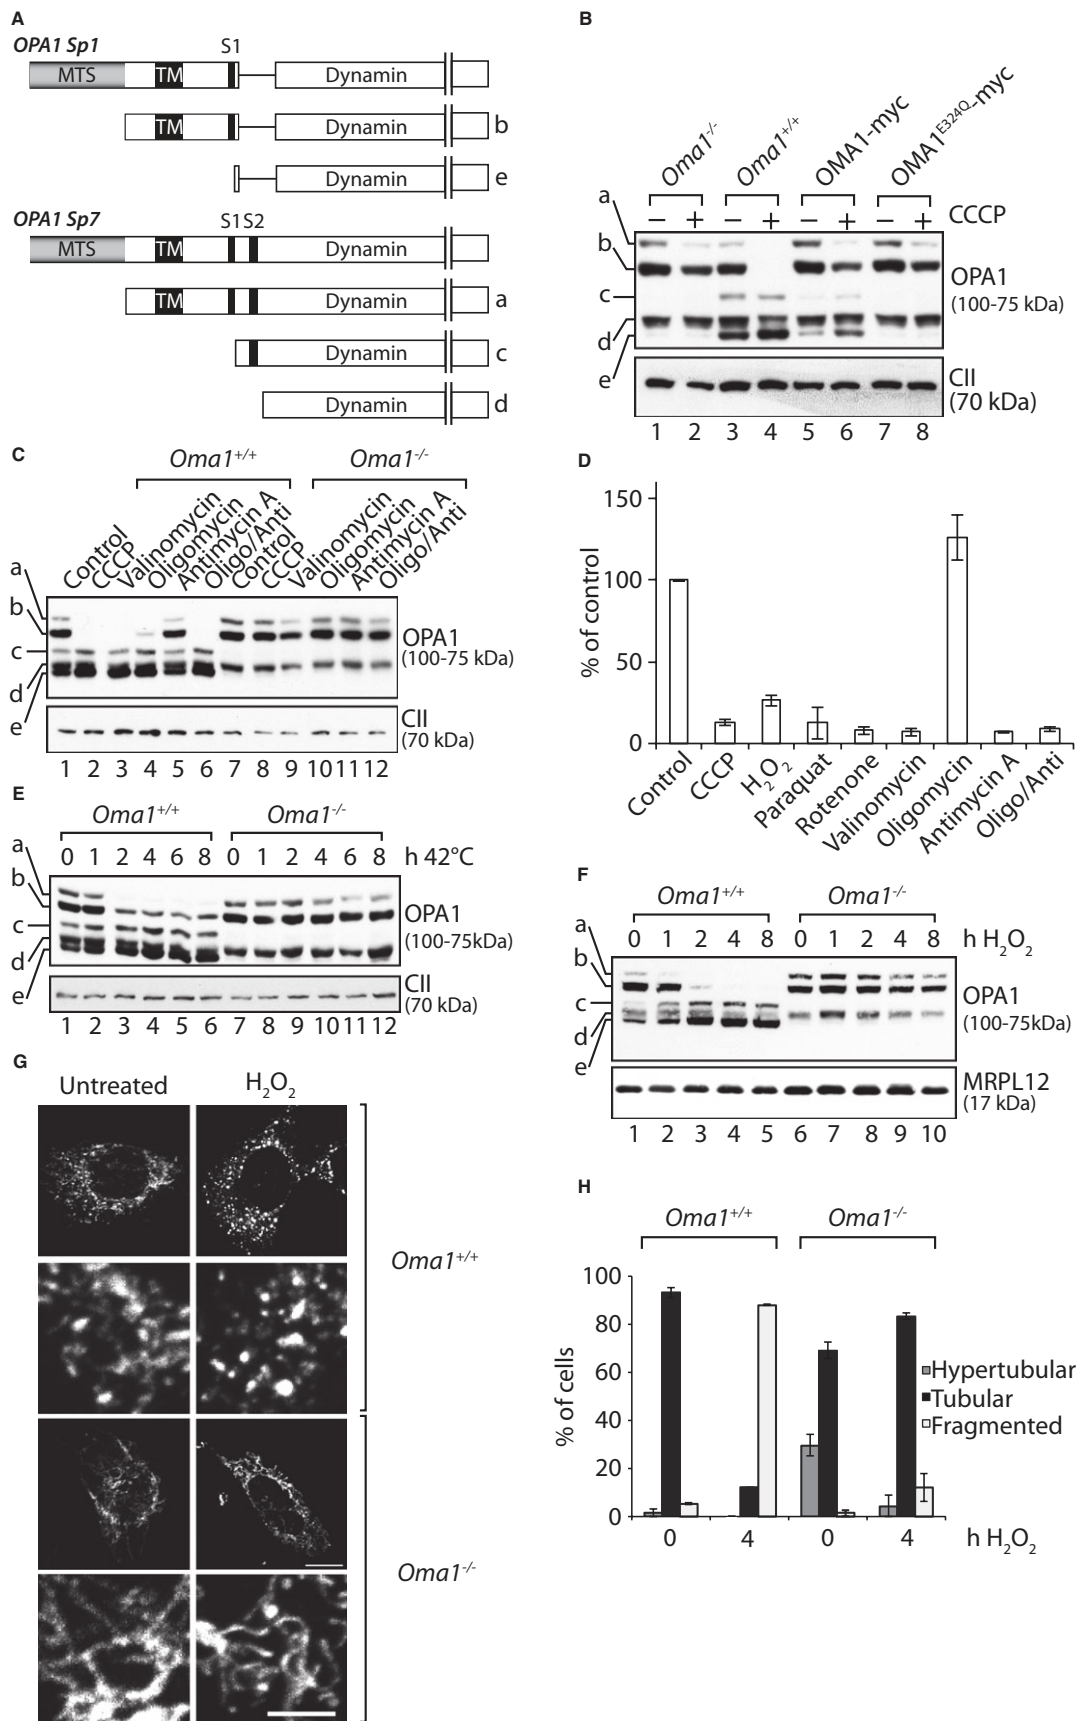 A
OPA1 Sp1
S1
MTS TM Dynamin
TM Dynamin b
Dynamin e
OPA1 Sp7
S1 S2
MTS TM Dynamin
TM Dynamin a
Dynamin c
Dynamin d
B
Oma1-/- Oma1+/+ OMA1-myc OMA1E324Q-myc
− + − + − + − + CCCP
a
b
c
d
e
OPA1
(100-75 kDa)
CII
(70 kDa)
1 2 3 4 5 6 7 8
C
Oma1+/+ Oma1-/-
Control CCCP Valinomycin Oligomycin Antimycin A Oligo/Anti Control CCCP Valinomycin Oligomycin Antimycin A Oligo/Anti
a
b
c
d
e
OPA1
(100-75 kDa)
CII
(70 kDa)
1 2 3 4 5 6 7 8 9 10 11 12
D
% of control
150
100
50
0
Control CCCP H2O2 Paraquat Rotenone Valinomycin Oligomycin Antimycin A Oligo/Anti
E
Oma1+/+ Oma1-/-
0 1 2 4 6 8 0 1 2 4 6 8 h 42°C
a
b
c
d
e
OPA1
(100-75kDa)
CII
(70 kDa)
1 2 3 4 5 6 7 8 9 10 11 12
F
Oma1+/+ Oma1-/-
0 1 2 4 8 0 1 2 4 8 h H2O2
a
b
c
d
e
OPA1
(100-75kDa)
MRPL12
(17 kDa)
1 2 3 4 5 6 7 8 9 10
G
Untreated H2O2
Oma1+/+
Oma1-/-
H
Oma1+/+ Oma1-/-
% of cells
100
80
60
40
20
0
0 4 0 4 h H2O2
Hypertubular
Tubular
Fragmented